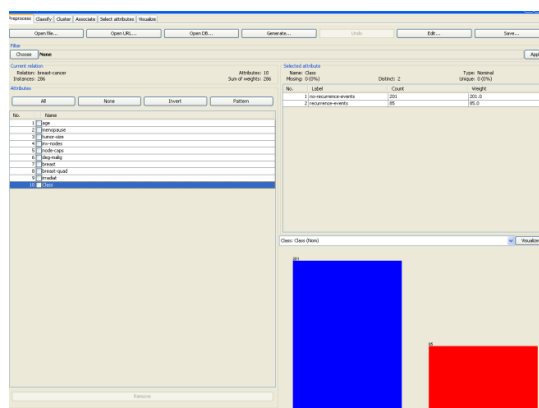 Preprocess Classify Cluster Associate Select attributes Visualize
Open file... Open URL... Open DB... Generate... Undo Edit... Save...
Filter
Choose None Appl
Current relation
Relation: breast-cancer Attributes: 10
Instances: 286 Sum of weights: 286
Attributes
All None Invert Pattern
No. Name
1 age
2 menopause
3 tumor-size
4 inv-nodes
5 node-caps
6 deg-malig
7 breast
8 breast-quad
9 irradiat
10 Class
Remove
Selected attribute
Name: Class Type: Nominal
Missing: 0 (0%) Distinct: 2 Unique: 0 (0%)
No. Label Count Weight
1 no-recurrence-events 201 201.0
2 recurrence-events 85 85.0
Class: Class (Nom) Visualize
201
85